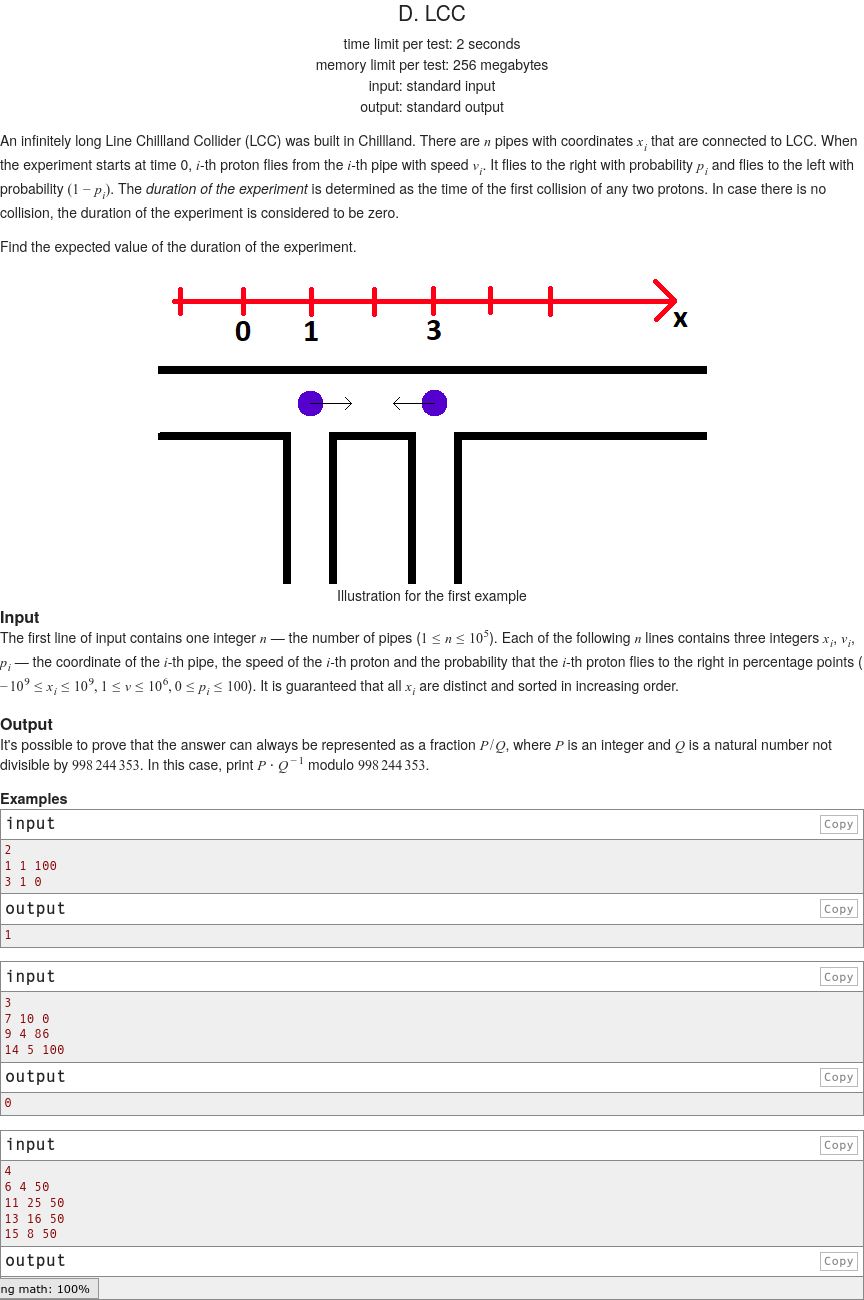 D. LCC
time limit per test: 2 seconds
memory limit per test: 256 megabytes
input: standard input
output: standard output
An infinitely long Line Chillland Collider (LCC) was built in Chillland. There are n pipes with coordinates x_i that are connected to LCC. When
the experiment starts at time 0, i-th proton flies from the i-th pipe with speed v_i. It flies to the right with probability p_i and flies to the left with
probability (1 − p_i). The duration of the experiment is determined as the time of the first collision of any two protons. In case there is no
collision, the duration of the experiment is considered to be zero.
Find the expected value of the duration of the experiment.
0 1 3 x
Illustration for the first example
Input
The first line of input contains one integer n — the number of pipes (1 ≤ n ≤ 10^5). Each of the following n lines contains three integers x_i, v_i,
p_i — the coordinate of the i-th pipe, the speed of the i-th proton and the probability that the i-th proton flies to the right in percentage points (
−10^9 ≤ x_i ≤ 10^9, 1 ≤ v ≤ 10^6, 0 ≤ p_i ≤ 100). It is guaranteed that all x_i are distinct and sorted in increasing order.
Output
It's possible to prove that the answer can always be represented as a fraction P/Q, where P is an integer and Q is a natural number not
divisible by 998 244 353. In this case, print P · Q^−1 modulo 998 244 353.
Examples
input Copy
2
1 1 100
3 1 0
output Copy
1
input Copy
3
7 10 0
9 4 86
14 5 100
output Copy
0
input Copy
4
6 4 50
11 25 50
13 16 50
15 8 50
output Copy
ng math: 100%